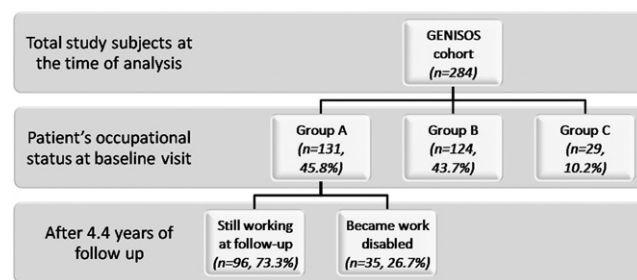 Total study subjects at
the time of analysis
GENISOS
cohort
(n=284)
Patient's occupational
status at baseline visit
Group A
(n=131,
45.8%)
Group B
(n=124,
43.7%)
Group C
(n=29,
10.2%)
After 4.4 years of
follow up
Still working
at follow-up
(n=96, 73.3%)
Became work
disabled
(n=35, 26.7%)